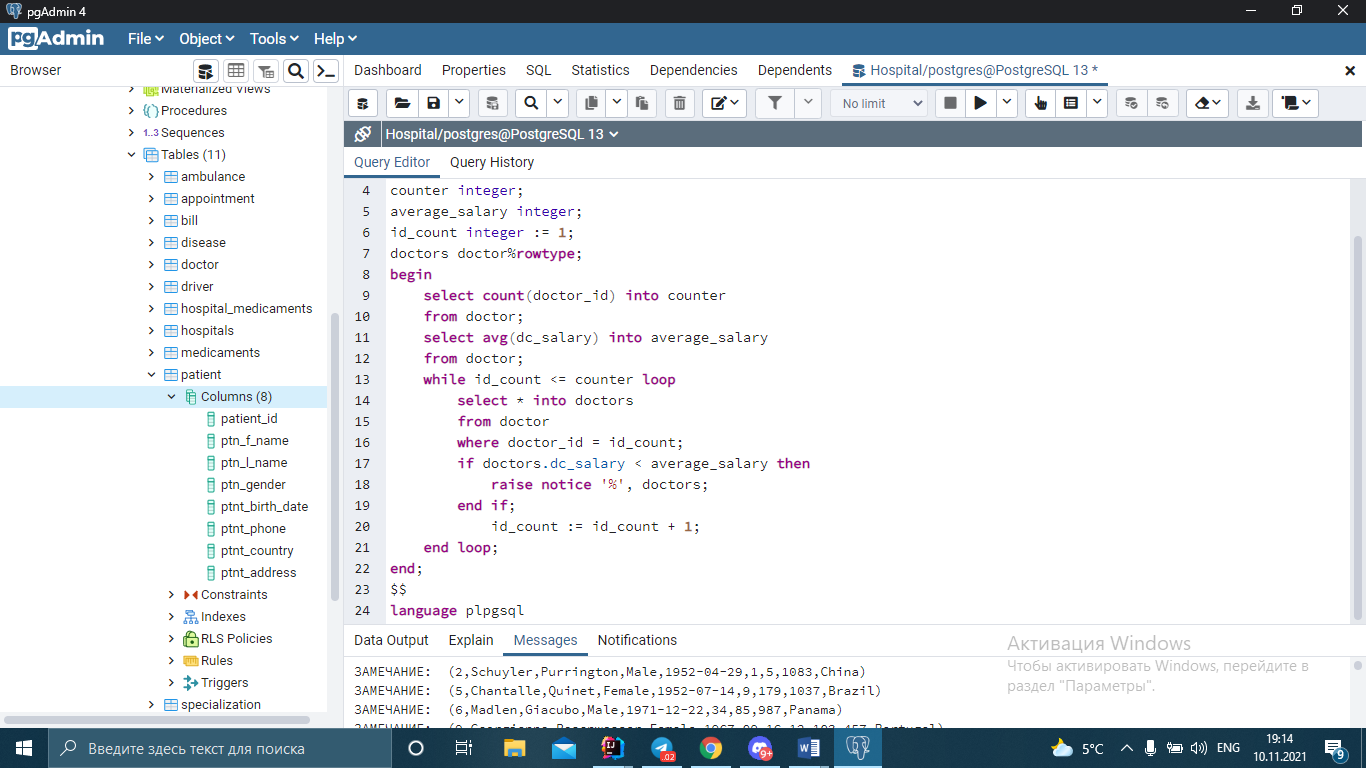 pgAdmin 4
pgAdmin File Object Tools Help
Browser
Dashboard Properties SQL Statistics Dependencies Dependents Hospital/postgres@PostgreSQL 13 *
Materialized Views
Procedures
1..3 Sequences
Tables (11)
ambulance
appointment
bill
disease
doctor
driver
hospital_medicaments
hospitals
medicaments
patient
Columns (8)
patient_id
ptn_f_name
ptn_l_name
ptn_gender
ptnt_birth_date
ptnt_phone
ptnt_country
ptnt_address
Constraints
Indexes
RLS Policies
Rules
Triggers
specialization
No limit
Hospital/postgres@PostgreSQL 13
Query Editor Query History
4 counter integer;
5 average_salary integer;
6 id_count integer := 1;
7 doctors doctor%rowtype;
8 begin
9 select count(doctor_id) into counter
10 from doctor;
11 select avg(dc_salary) into average_salary
12 from doctor;
13 while id_count <= counter loop
14 select * into doctors
15 from doctor
16 where doctor_id = id_count;
17 if doctors.dc_salary < average_salary then
18 raise notice '%', doctors;
19 end if;
20 id_count := id_count + 1;
21 end loop;
22 end;
23 $$
24 language plpgsql
Data Output Explain Messages Notifications
ЗАМЕЧАНИЕ: (2,Schuyler,Purrington,Male,1952-04-29,1,5,1083,China)
ЗАМЕЧАНИЕ: (5,Chantalle,Quinet,Female,1952-07-14,9,179,1037,Brazil)
ЗАМЕЧАНИЕ: (6,Madlen,Giacubo,Male,1971-12-22,34,85,987,Panama)
Активация Windows
Чтобы активировать Windows, перейдите в
раздел "Параметры".
Введите здесь текст для поиска
.02
9+
5°C
ENG
19:14
10.11.2021
9